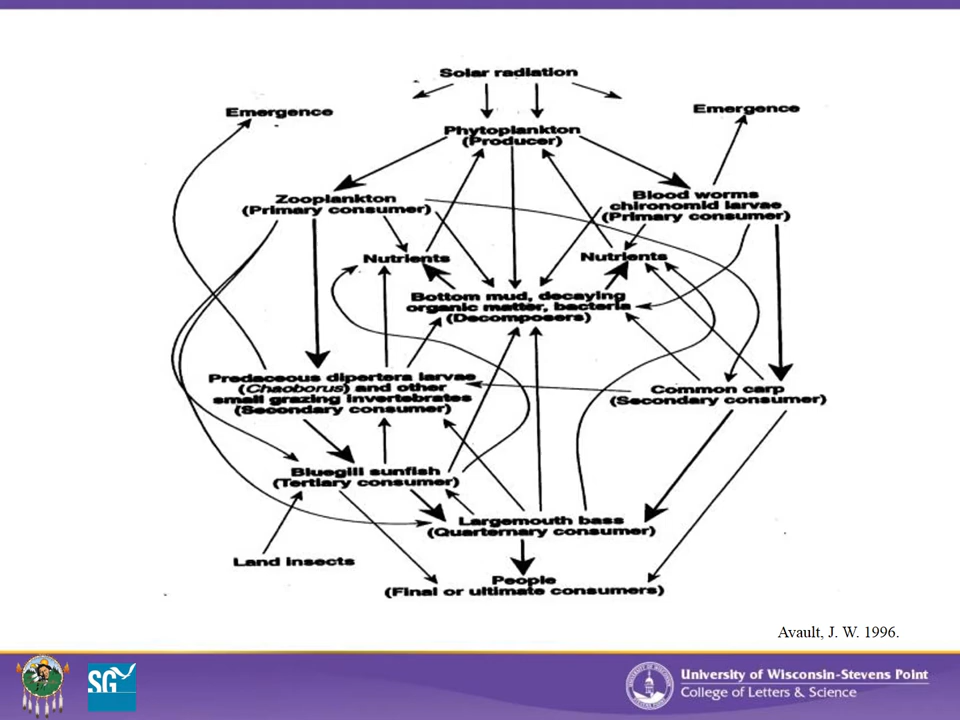 Solar radiation
Emergence
Emergence
Phytoplankton
(Producer)
Zooplankton
(Primary consumer)
Blood worms
chironomid larvae
(Primary consumer)
Nutrients
Nutrients
Bottom mud, decaying
organic matter, bacteria
(Decomposers)
Predaceous dipertera larvae
(Chaoborus) and other
small grazing invertebrates
(Secondary consumer)
Common carp
(Secondary consumer)
Bluegill sunfish
(Tertiary consumer)
Largemouth bass
(Quarternary consumer)
Land insects
People
(Final or ultimate consumers)
Avault, J. W. 1996.
SG
University of Wisconsin-Stevens Point
College of Letters & Science